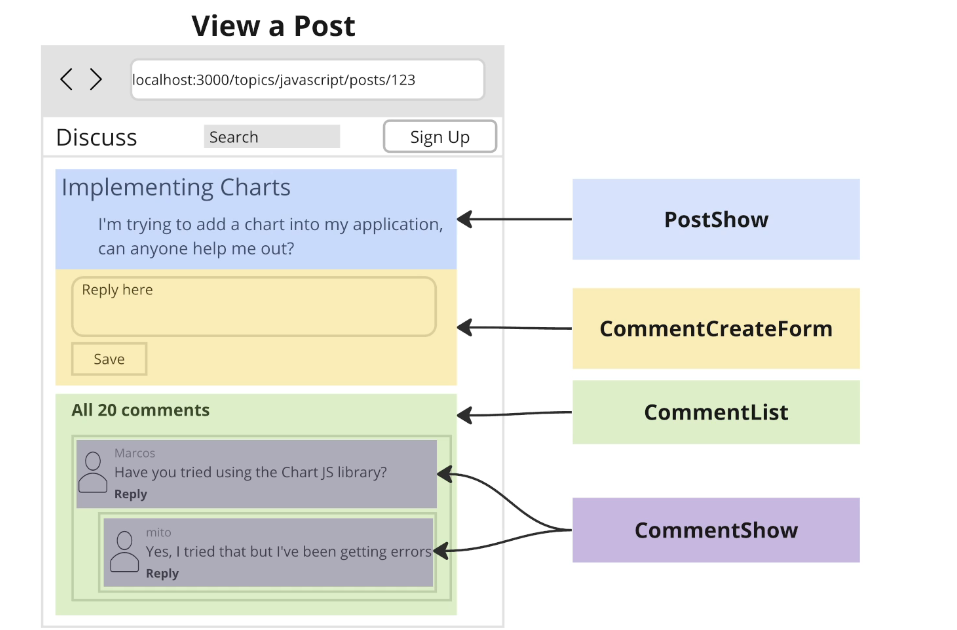 View a Post
localhost:3000/topics/javascript/posts/123
Discuss
Search
Sign Up
Implementing Charts
I'm trying to add a chart into my application,
can anyone help me out?
PostShow
Reply here
Save
CommentCreateForm
All 20 comments
CommentList
Marcos
Have you tried using the Chart JS library?
Reply
mito
Yes, I tried that but I've been getting errors
Reply
CommentShow